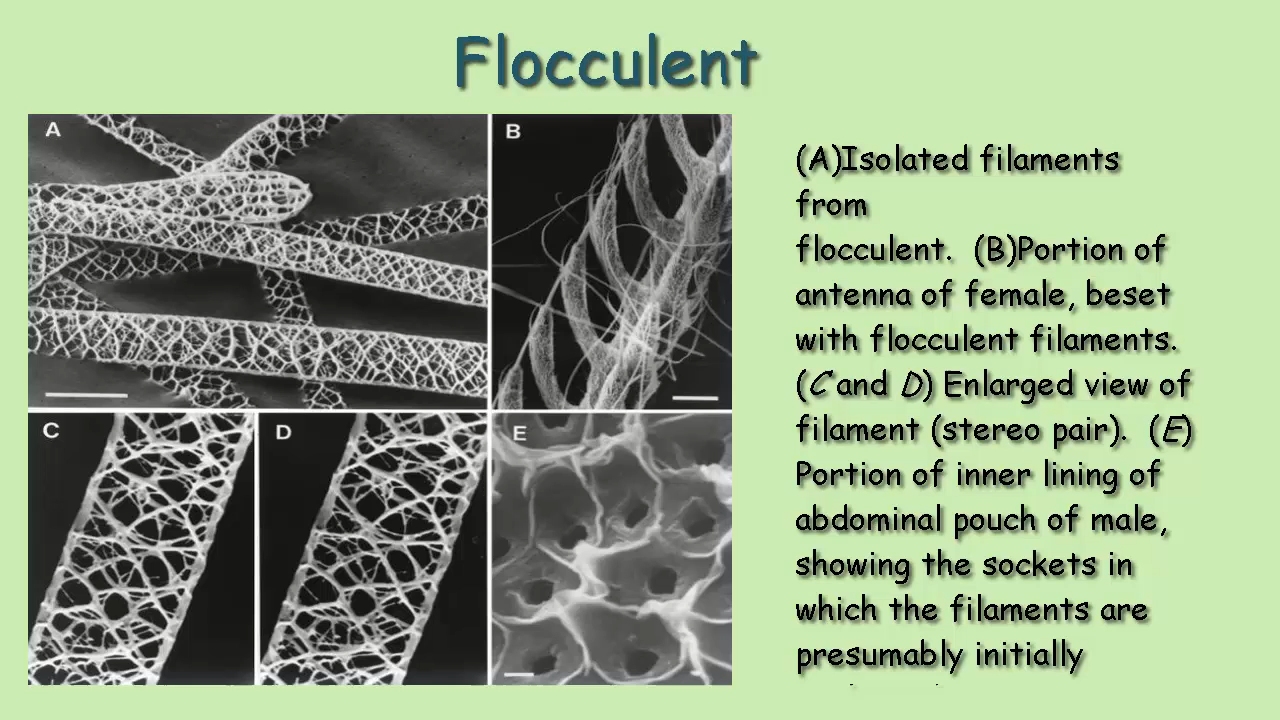 Flocculent
A
B
C
D
E
(A)Isolated filaments
from
flocculent. (B)Portion of
antenna of female, beset
with flocculent filaments.
(C and D) Enlarged view of
filament (stereo pair). (E)
Portion of inner lining of
abdominal pouch of male,
showing the sockets in
which the filaments are
presumably initially